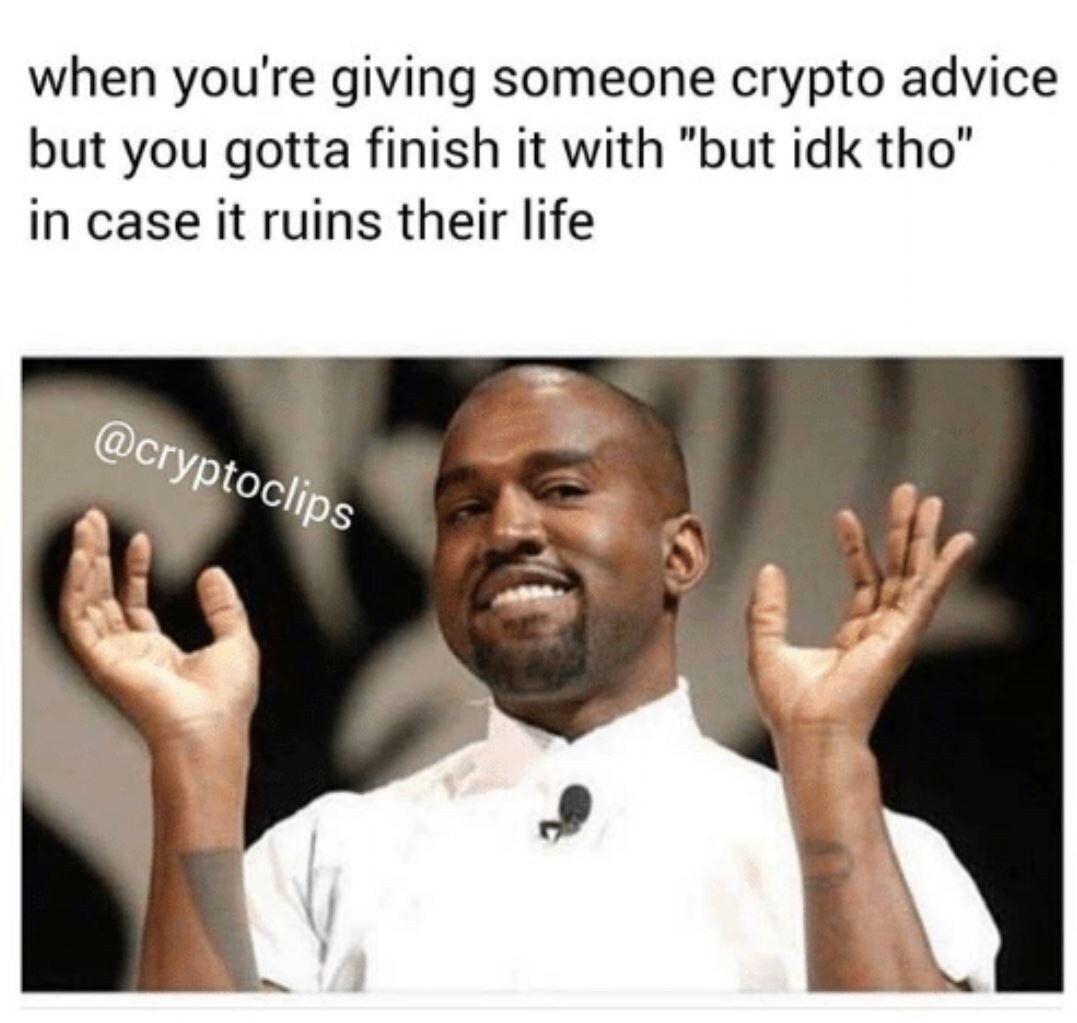 when you're giving someone crypto advice
but you gotta finish it with "but idk tho"
in case it ruins their life
@cryptoclips